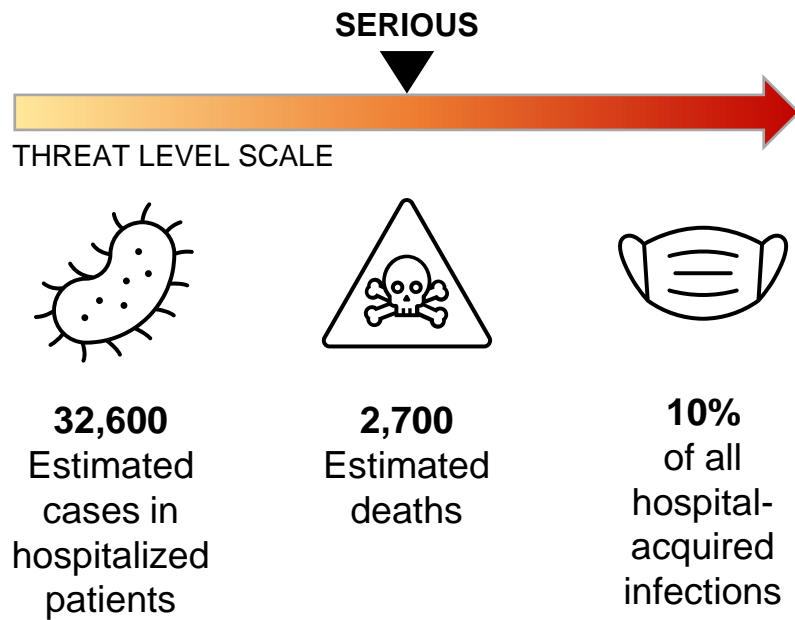 SERIOUS
THREAT LEVEL SCALE
32,600
Estimated
cases in
hospitalized
patients
2,700
Estimated
deaths
10%
of all
hospital-
acquired
infections